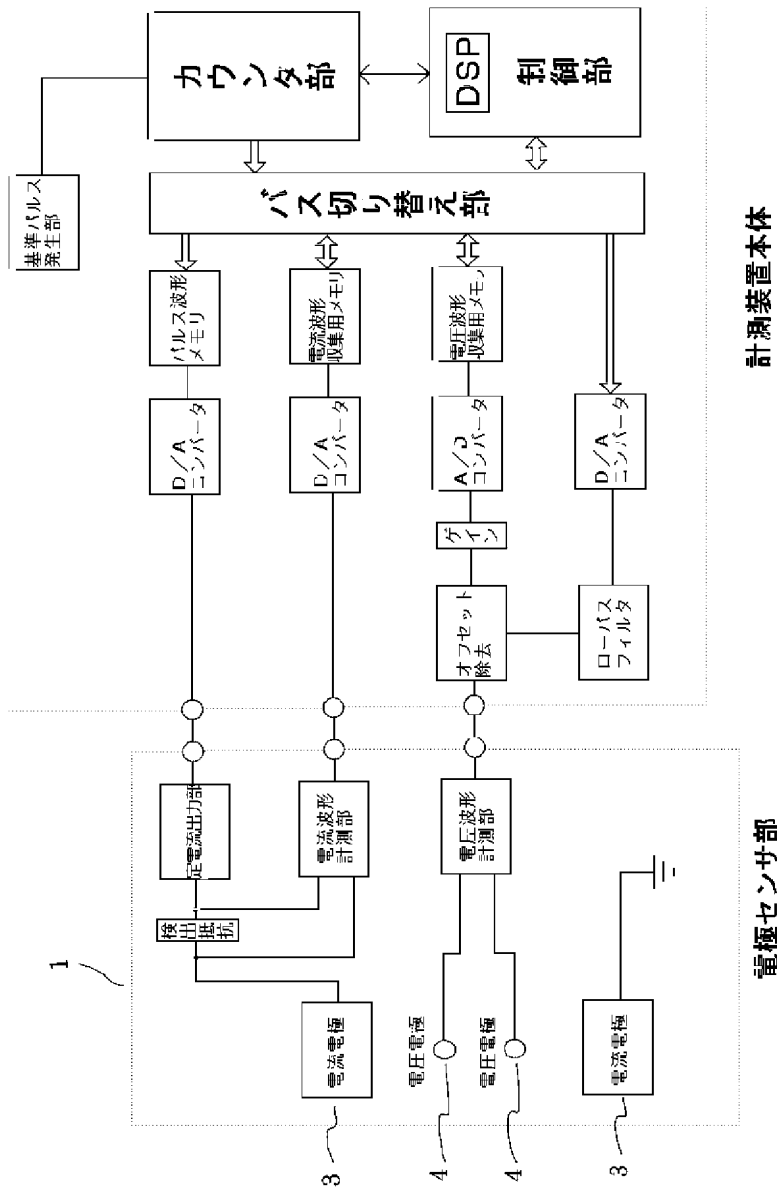 1
3
電流電極
4
電圧電極
4
電圧電極
3
電流電極
検出抵抗
定電流出力部
電流波形
計測部
電圧波形
計測部
電極センサ部
D/A
コンバータ
パルス波形
メモリ
D/A
コンバータ
電流波形
収集用メモリ
オフセット
除去
ゲイン
A/D
コンバータ
電圧波形
収集用メモリ
ローパス
フィルタ
D/A
コンバータ
バス切り替え部
基準パルス
発生部
カウンタ部
DSP
制御部
計測装置本体